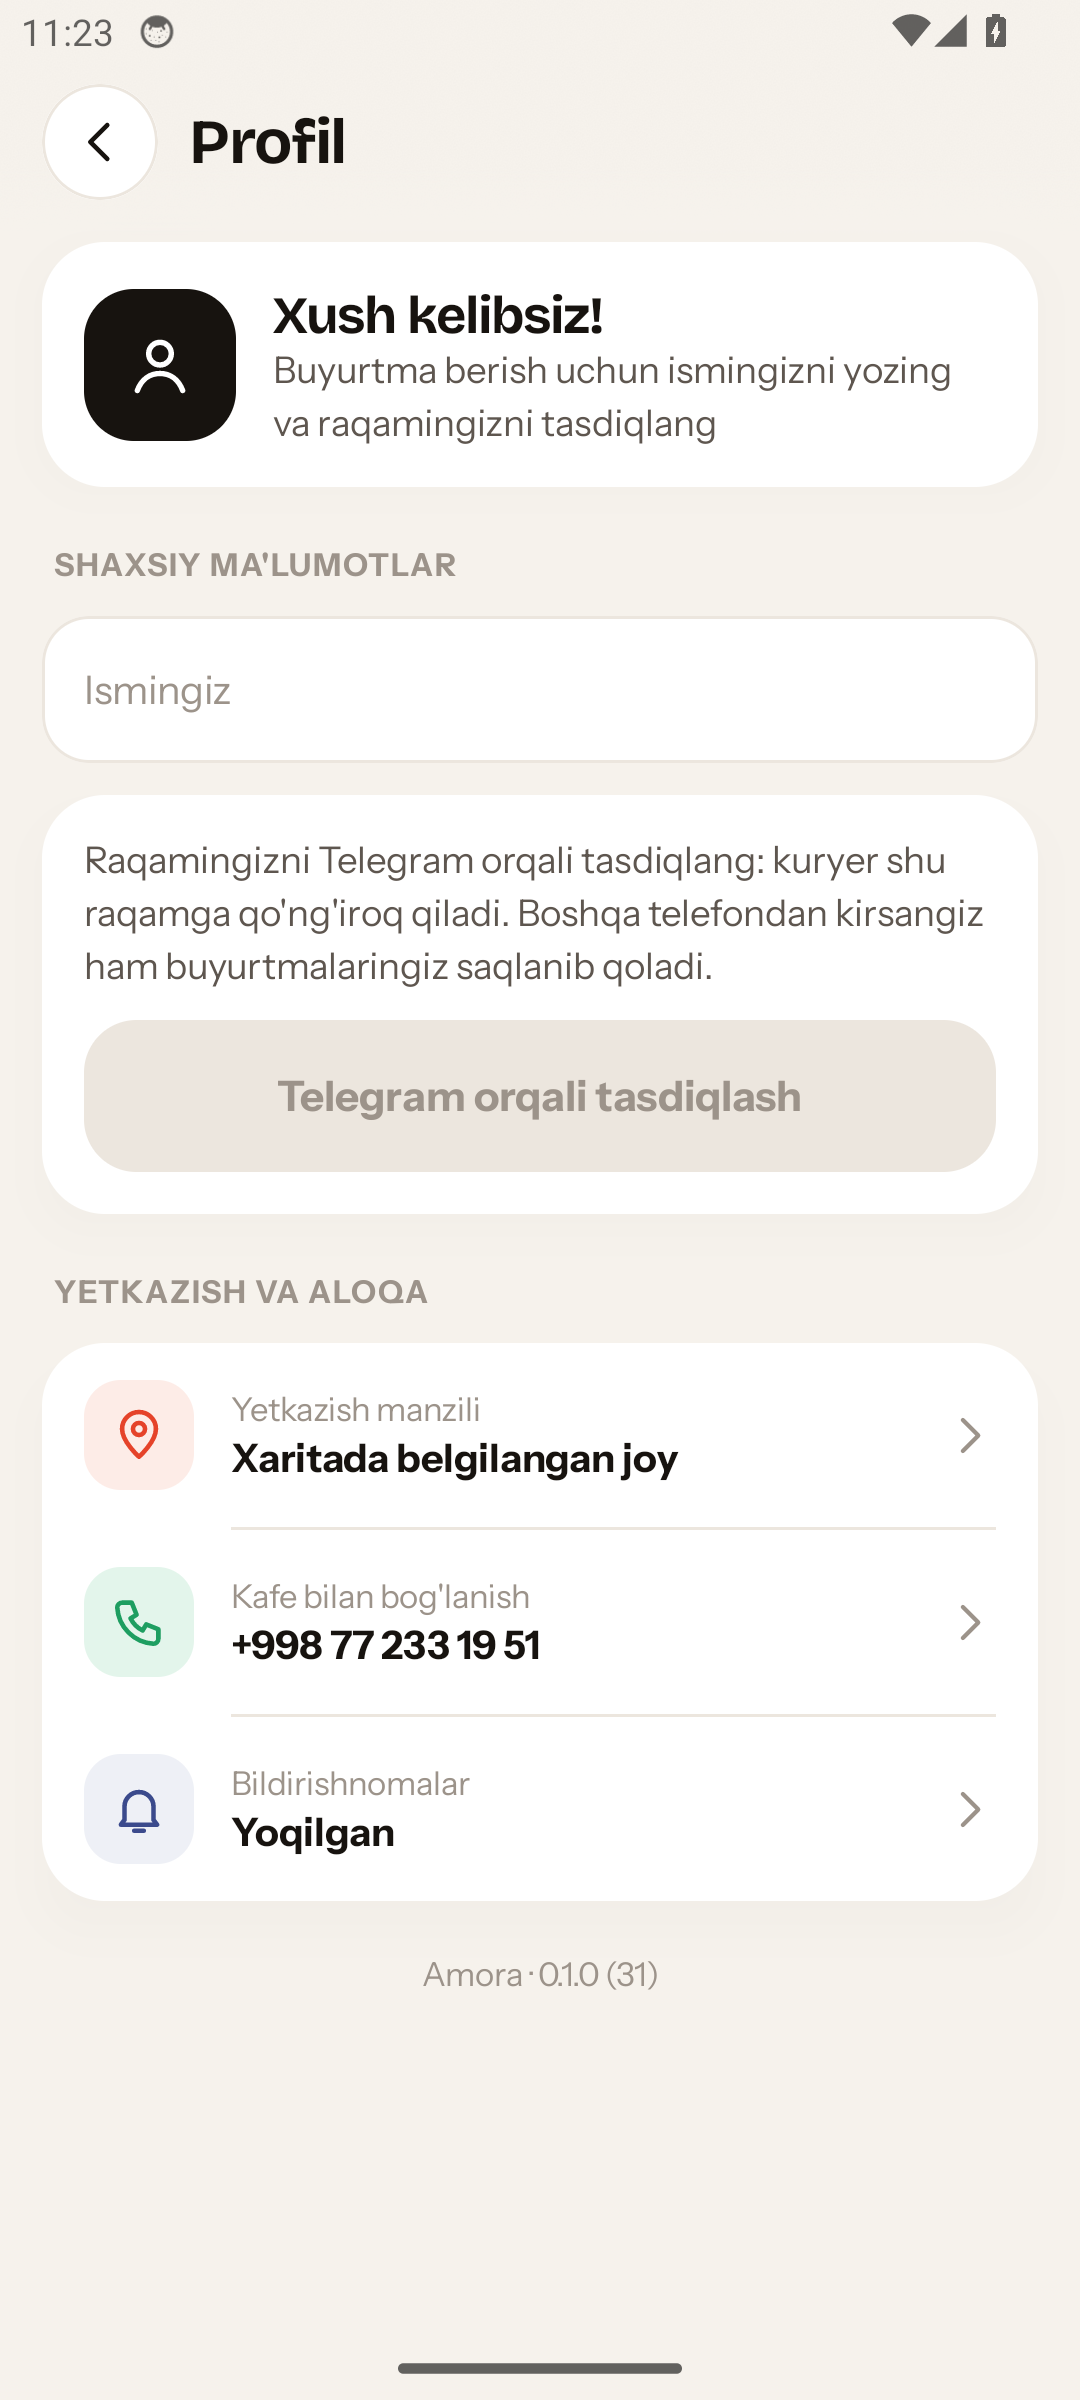 11:23
Profil
Xush kelibsiz!
Buyurtma berish uchun ismingizni yozing
va raqamingizni tasdiqlang
SHAXSIY MA'LUMOTLAR
Ismingiz
Raqamingizni Telegram orqali tasdiqlang: kuryer shu
raqamga qo'ng'iroq qiladi. Boshqa telefondan kirsangiz
ham buyurtmalaringiz saqlanib qoladi.
Telegram orqali tasdiqlash
YETKAZISH VA ALOQA
Yetkazish manzili
Xaritada belgilangan joy
Kafe bilan bog'lanish
+998 77 233 19 51
Bildirishnomalar
Yoqilgan
Amora · 0.1.0 (31)